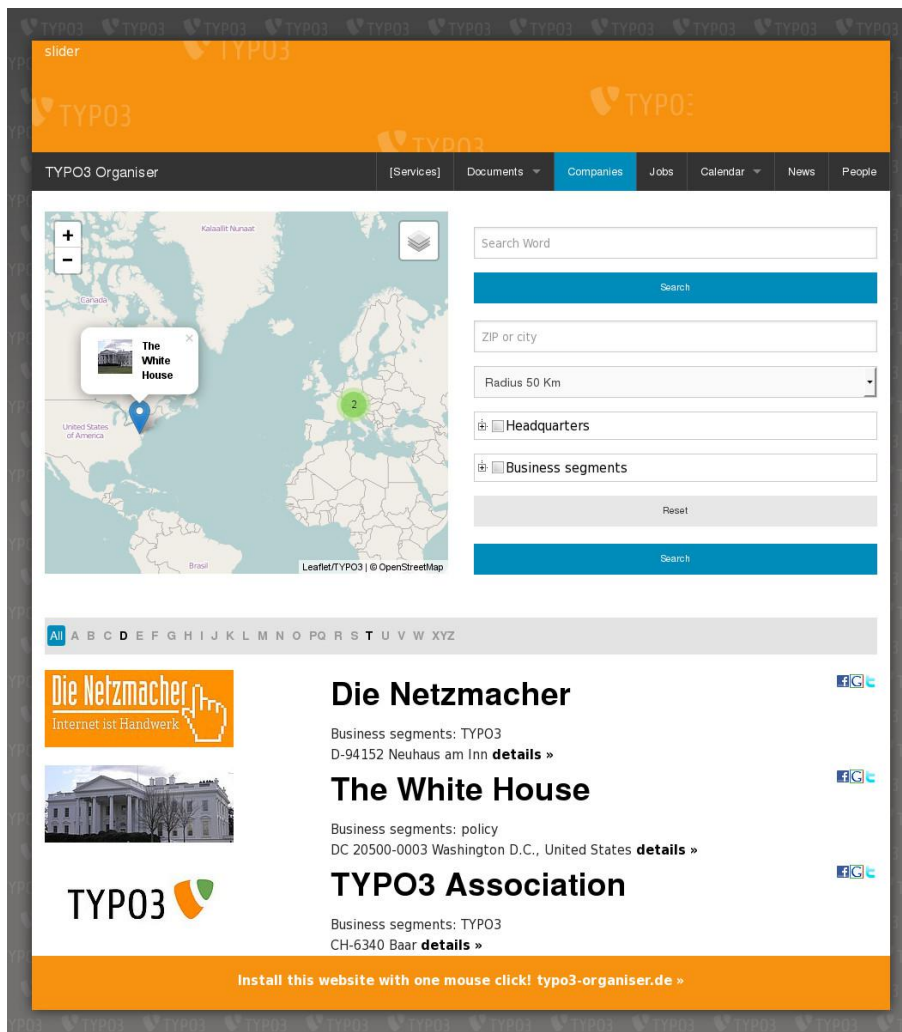 slider
TYPO3
TYPO3
TYPO3
TYPO3
TYPO3 Organiser
[Services]
Documents
Companies
Jobs
Calendar
News
People
+
−
Kalaallit Nunaat
Canada
The
White
House
×
United States
of America
2
Brasil
Leaflet/TYPO3 | © OpenStreetMap
Search Word
Search
ZIP or city
Radius 50 Km
Headquarters
Business segments
Reset
Search
All A B C D E F G H I J K L M N O PQ R S T U V W XYZ
Die Netzmacher
Internet ist Handwerk
Die Netzmacher
Business segments: TYPO3
D-94152 Neuhaus am Inn details »
The White House
Business segments: policy
DC 20500-0003 Washington D.C., United States details »
TYPO3
TYPO3 Association
Business segments: TYPO3
CH-6340 Baar details »
Install this website with one mouse click! typo3-organiser.de »